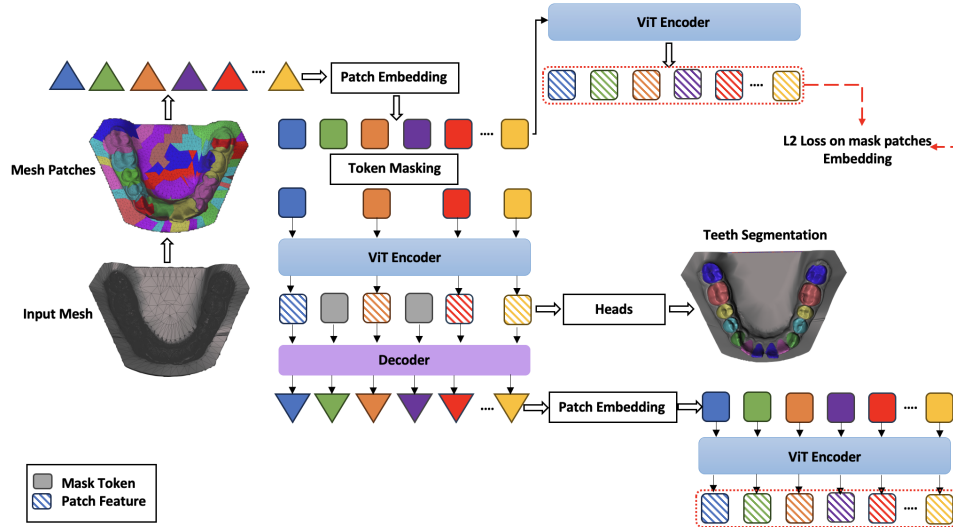 ViT Encoder
Patch Embedding
L2 Loss on mask patches
Embedding
Mesh Patches
Token Masking
Teeth Segmentation
ViT Encoder
Input Mesh
Heads
Decoder
Patch Embedding
ViT Encoder
Mask Token
Patch Feature